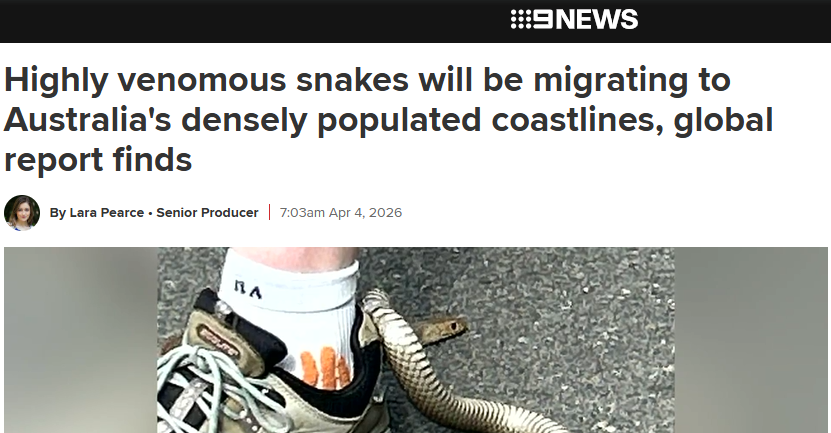 9NEWS
Highly venomous snakes will be migrating to
Australia's densely populated coastlines, global
report finds
By Lara Pearce • Senior Producer | 7:03am Apr 4, 2026